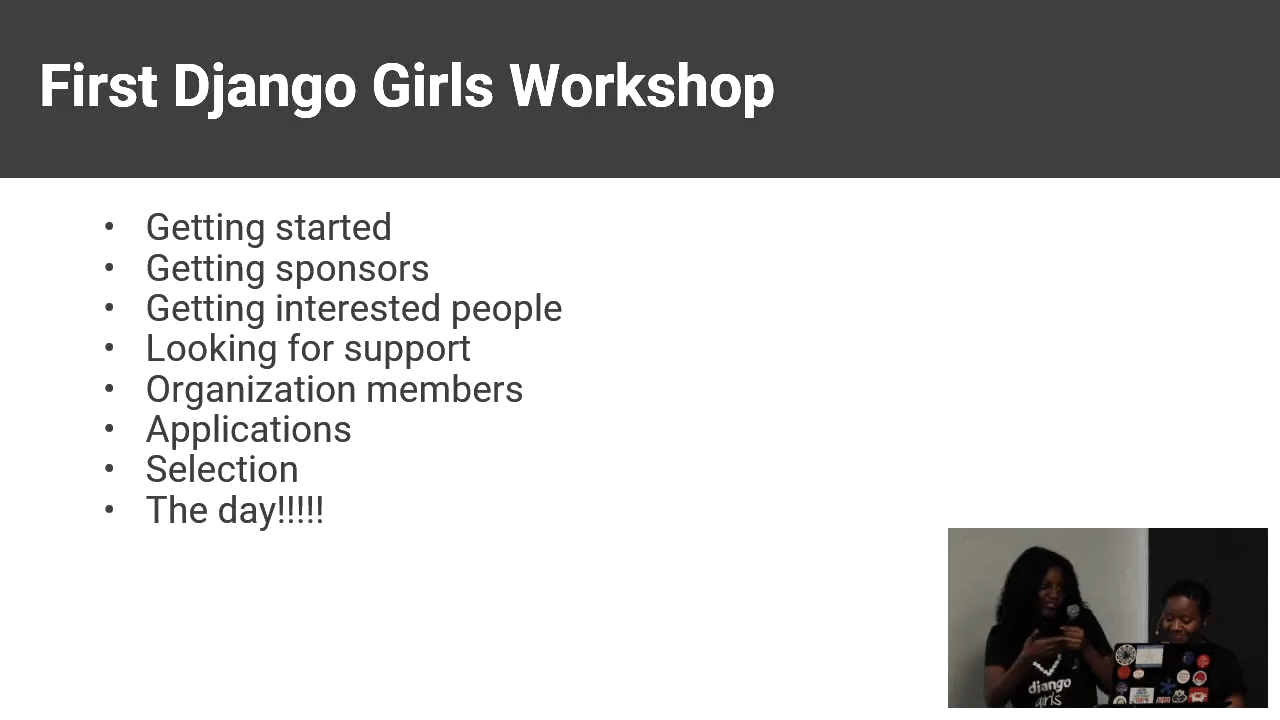 First Django Girls Workshop
• Getting started
• Getting sponsors
• Getting interested people
• Looking for support
• Organization members
• Applications
• Selection
• The day!!!!!
django
girls